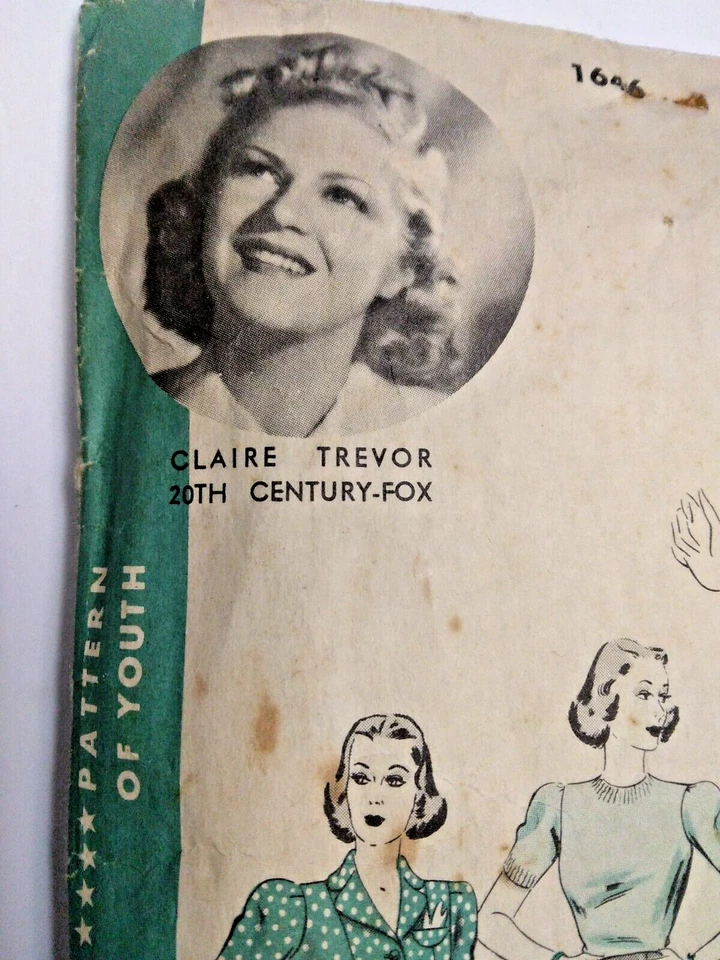 1646
CLAIRE TREVOR
20TH CENTURY-FOX
PATTERN
OF YOUTH